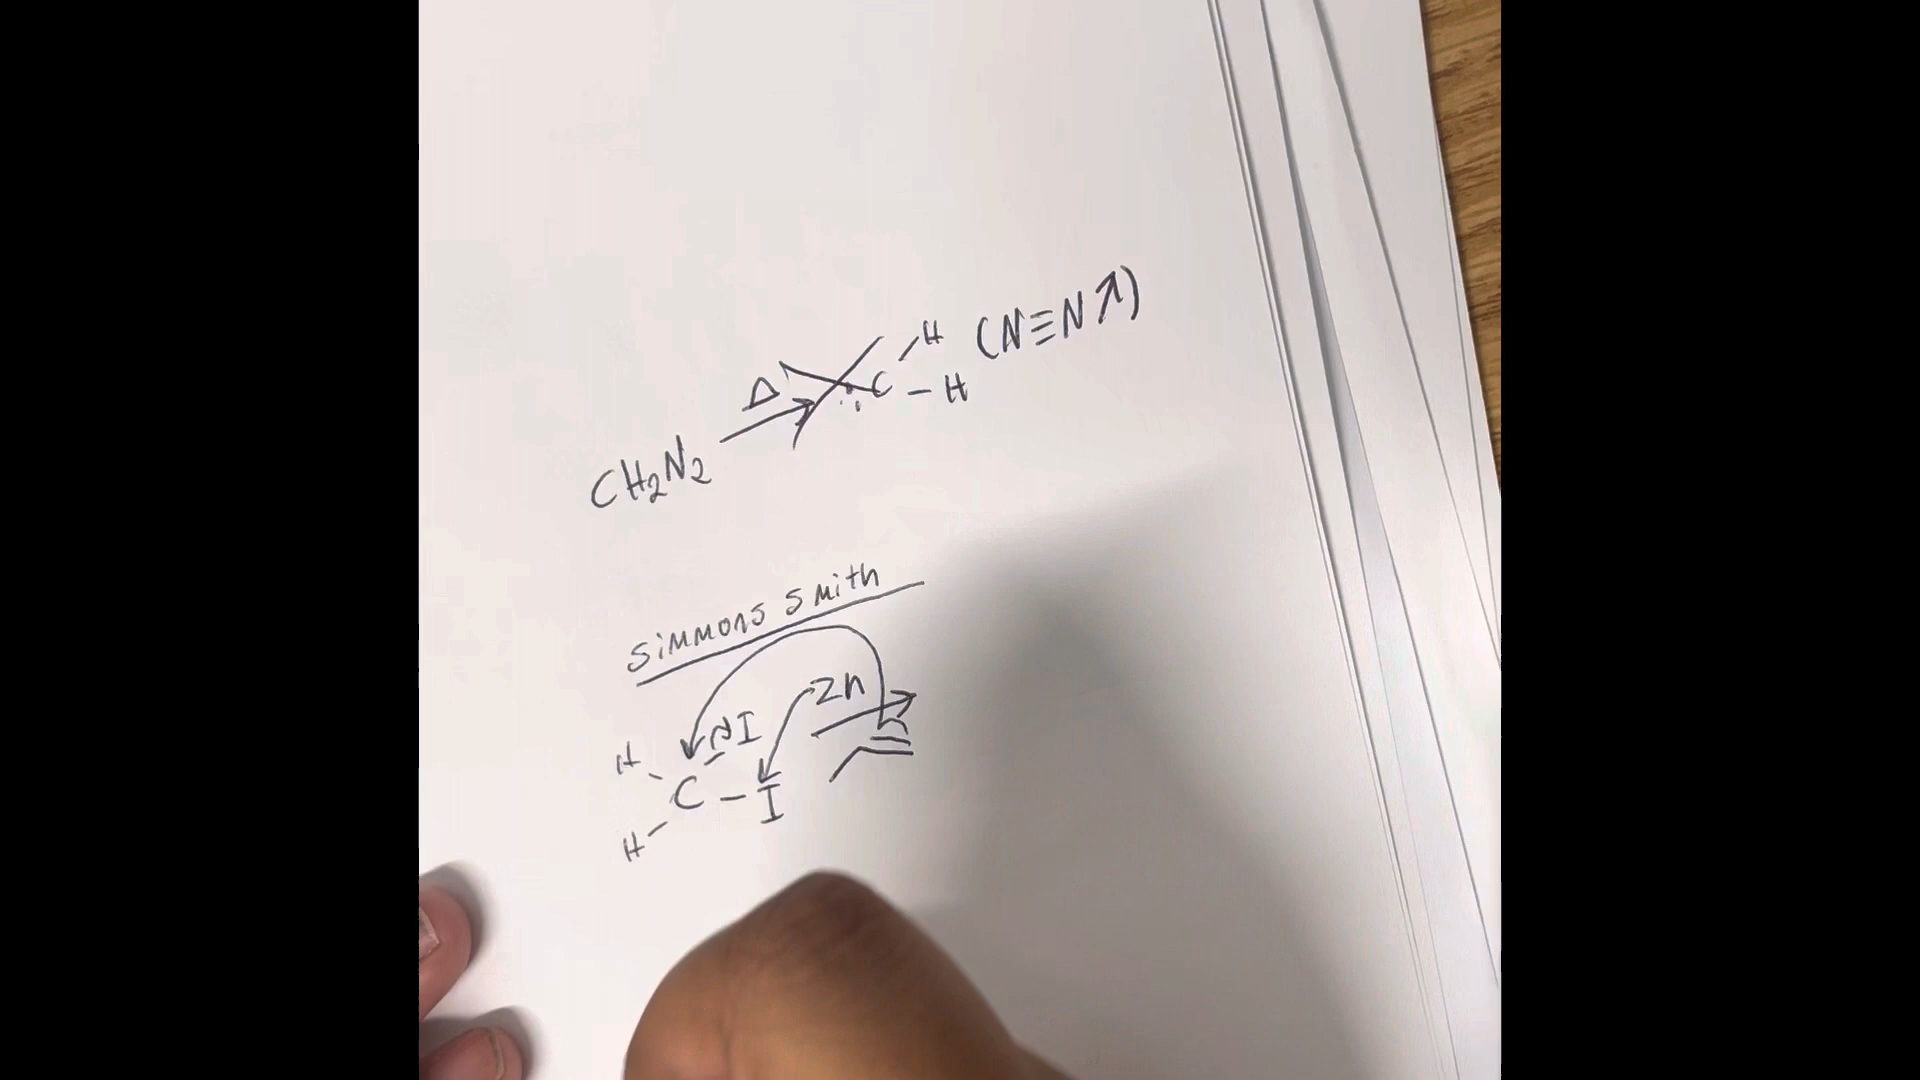 CH₂N₂ Δ → :C –H –H (N≡N↗)
Simmons Smith
H I Zn
C – I
H